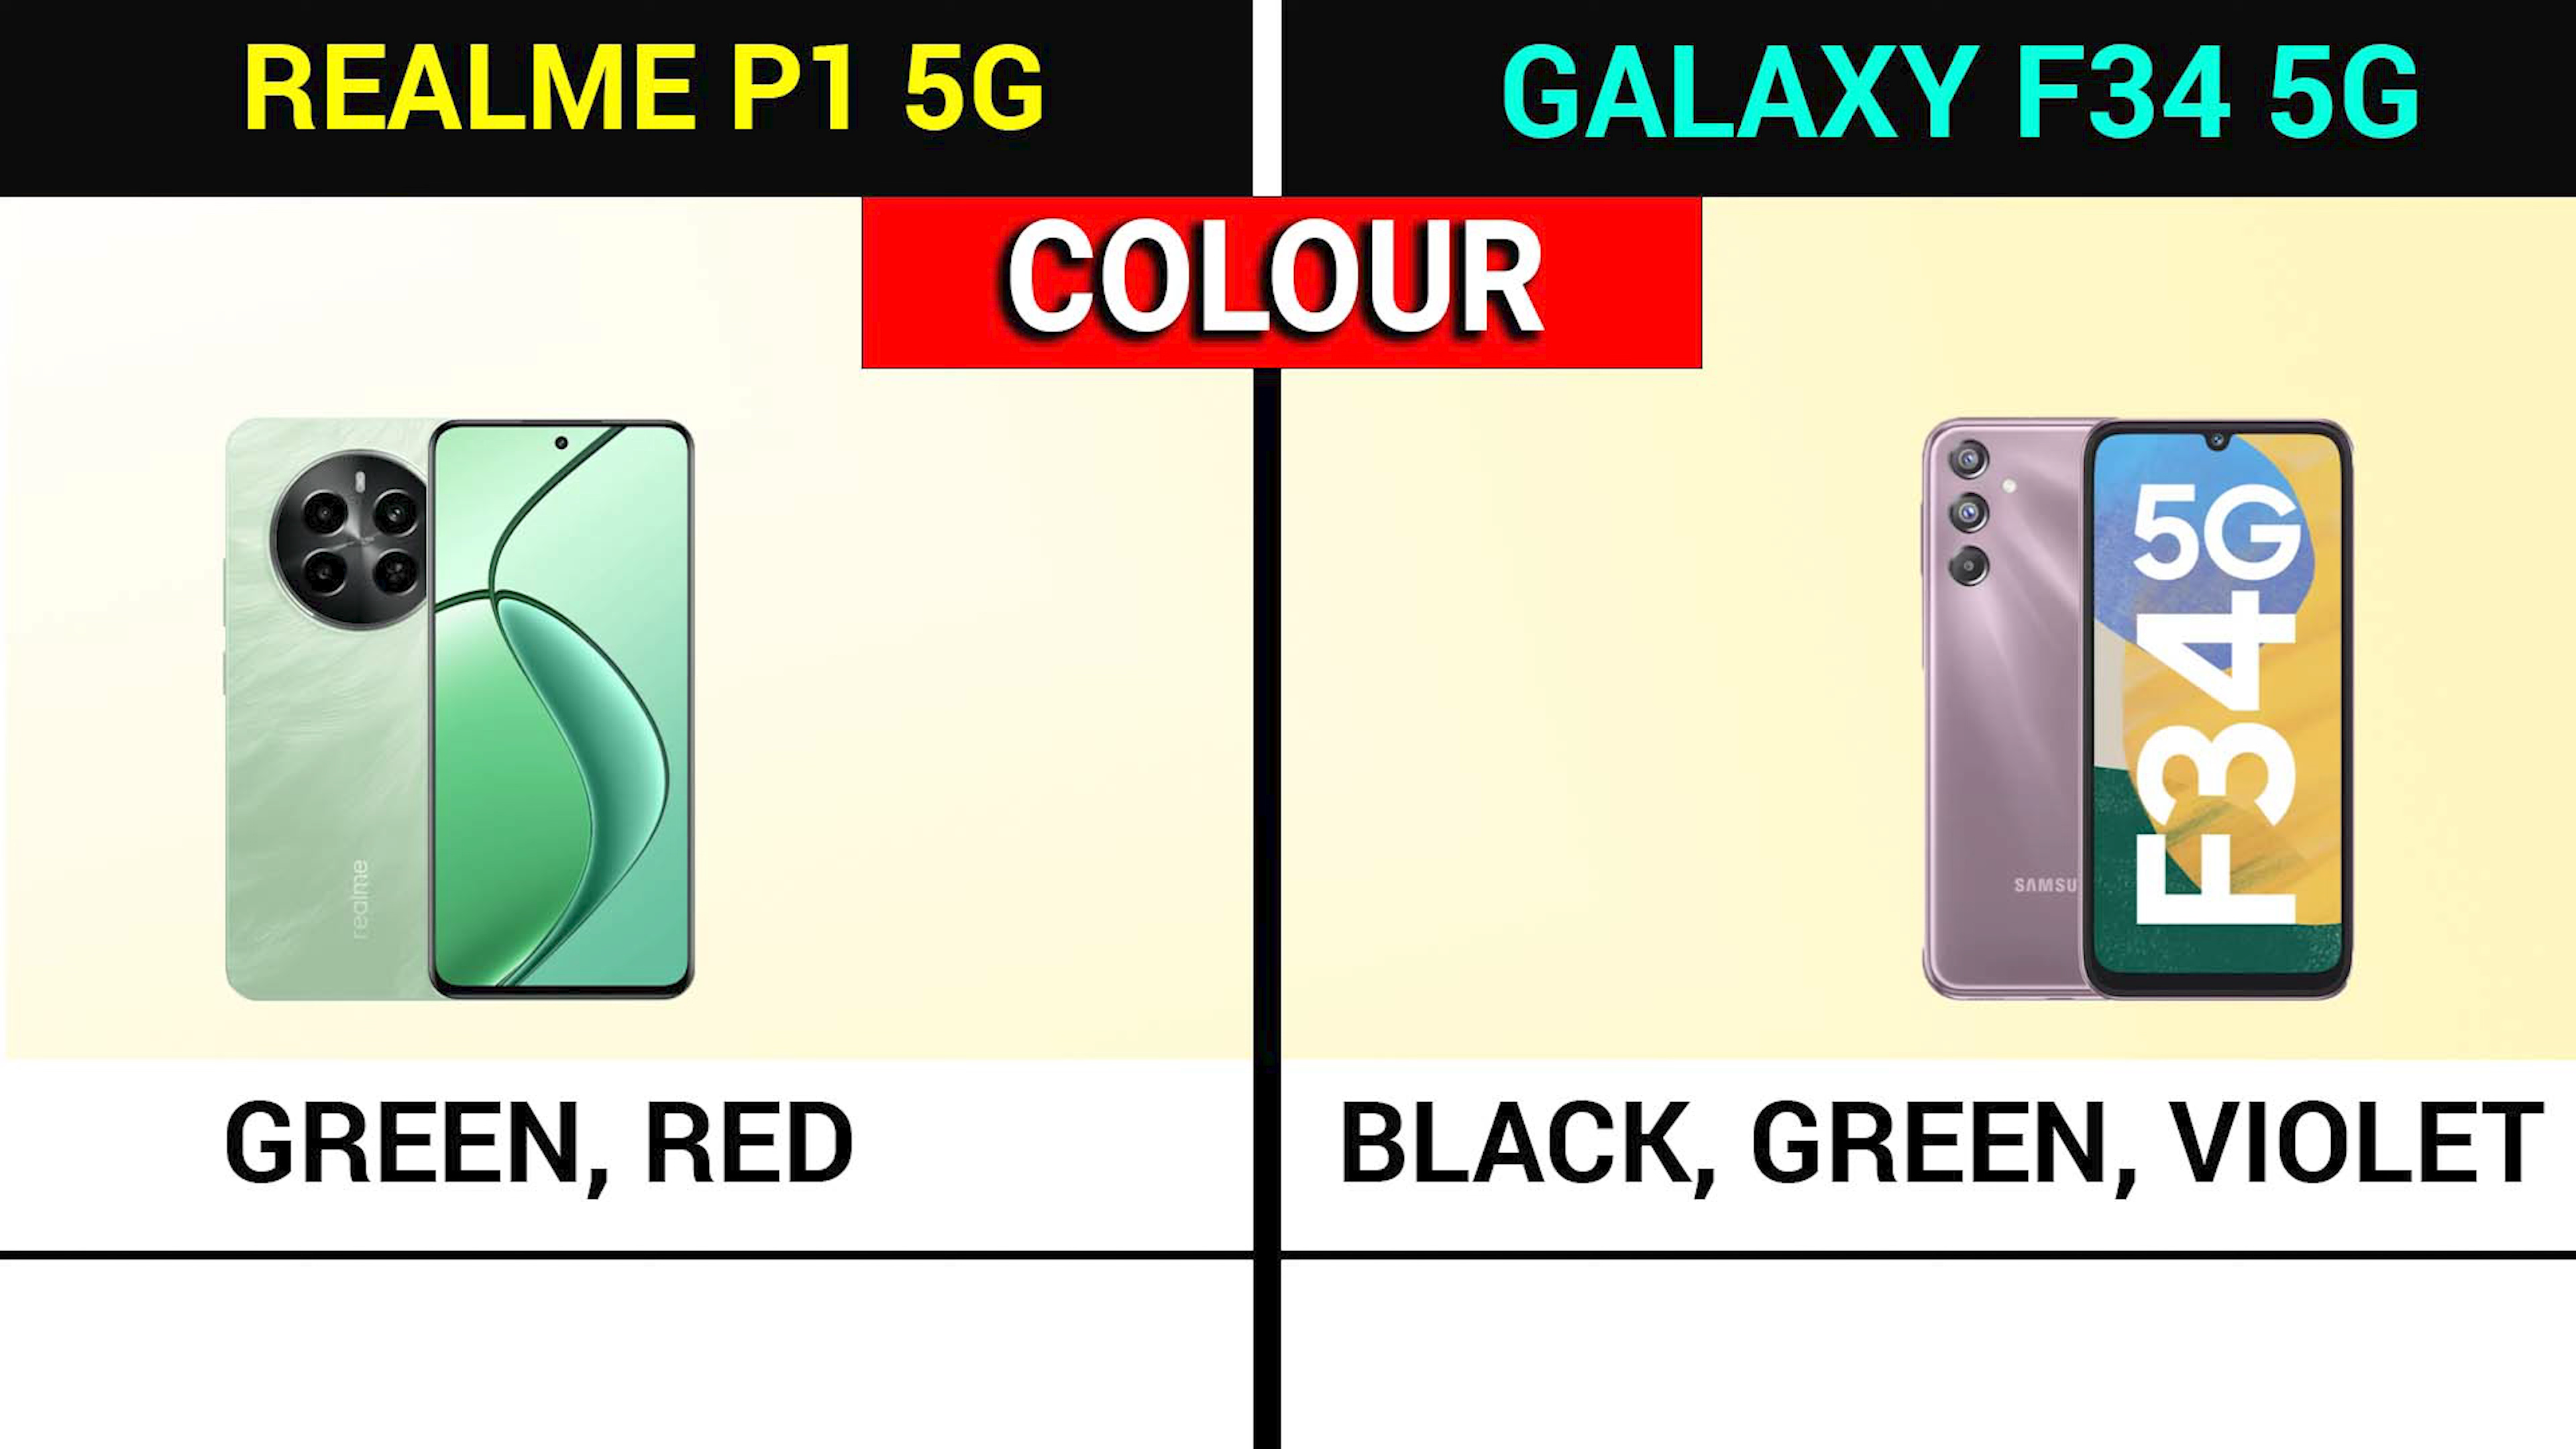 REALME P1 5G
GALAXY F34 5G
COLOUR
realme
SAMSU
F34 5G
GREEN, RED
BLACK, GREEN, VIOLET